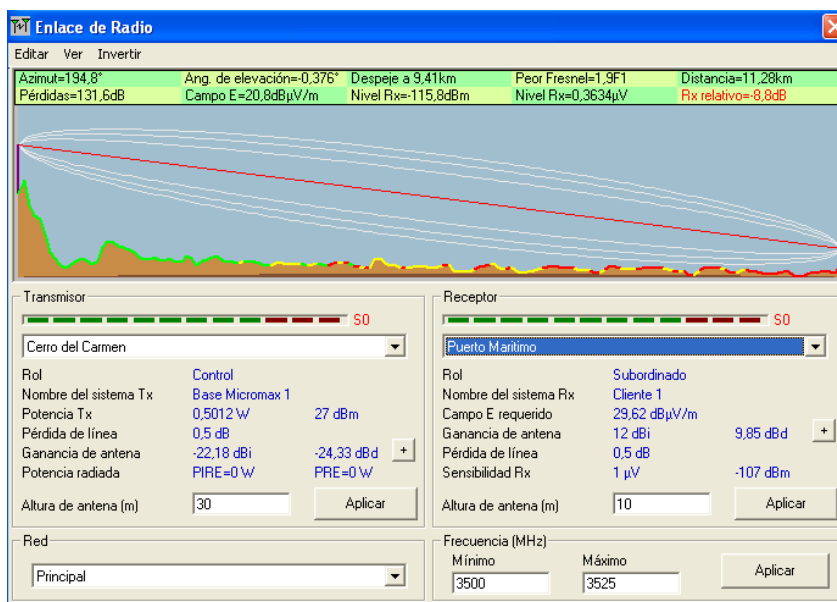 Enlace de Radio
Editar Ver Invertir
Azimut=194,8° Ang. de elevación=-0,376° Despeje a 9,41km Peor Fresnel=1,9F1 Distancia=11,28km
Pérdidas=131,6dB Campo E=20,8dBµV/m Nivel Rx=-115,8dBm Nivel Rx=0,3634µV Rx relativo=-8,8dB
Transmisor
S0
Cerro del Carmen
Rol Control
Nombre del sistema Tx Base Micromax 1
Potencia Tx 0,5012 W 27 dBm
Pérdida de línea 0,5 dB
Ganancia de antena -22,18 dBi -24,33 dBd +
Potencia radiada PIRE=0 W PRE=0 W
Altura de antena (m) 30 Aplicar
Receptor
S0
Puerto Maritimo
Rol Subordinado
Nombre del sistema Rx Cliente 1
Campo E requerido 29,62 dBµV/m
Ganancia de antena 12 dBi 9,85 dBd +
Pérdida de línea 0,5 dB
Sensibilidad Rx 1 µV -107 dBm
Altura de antena (m) 10 Aplicar
Red
Principal
Frecuencia (MHz)
Mínimo Máximo
3500 3525 Aplicar